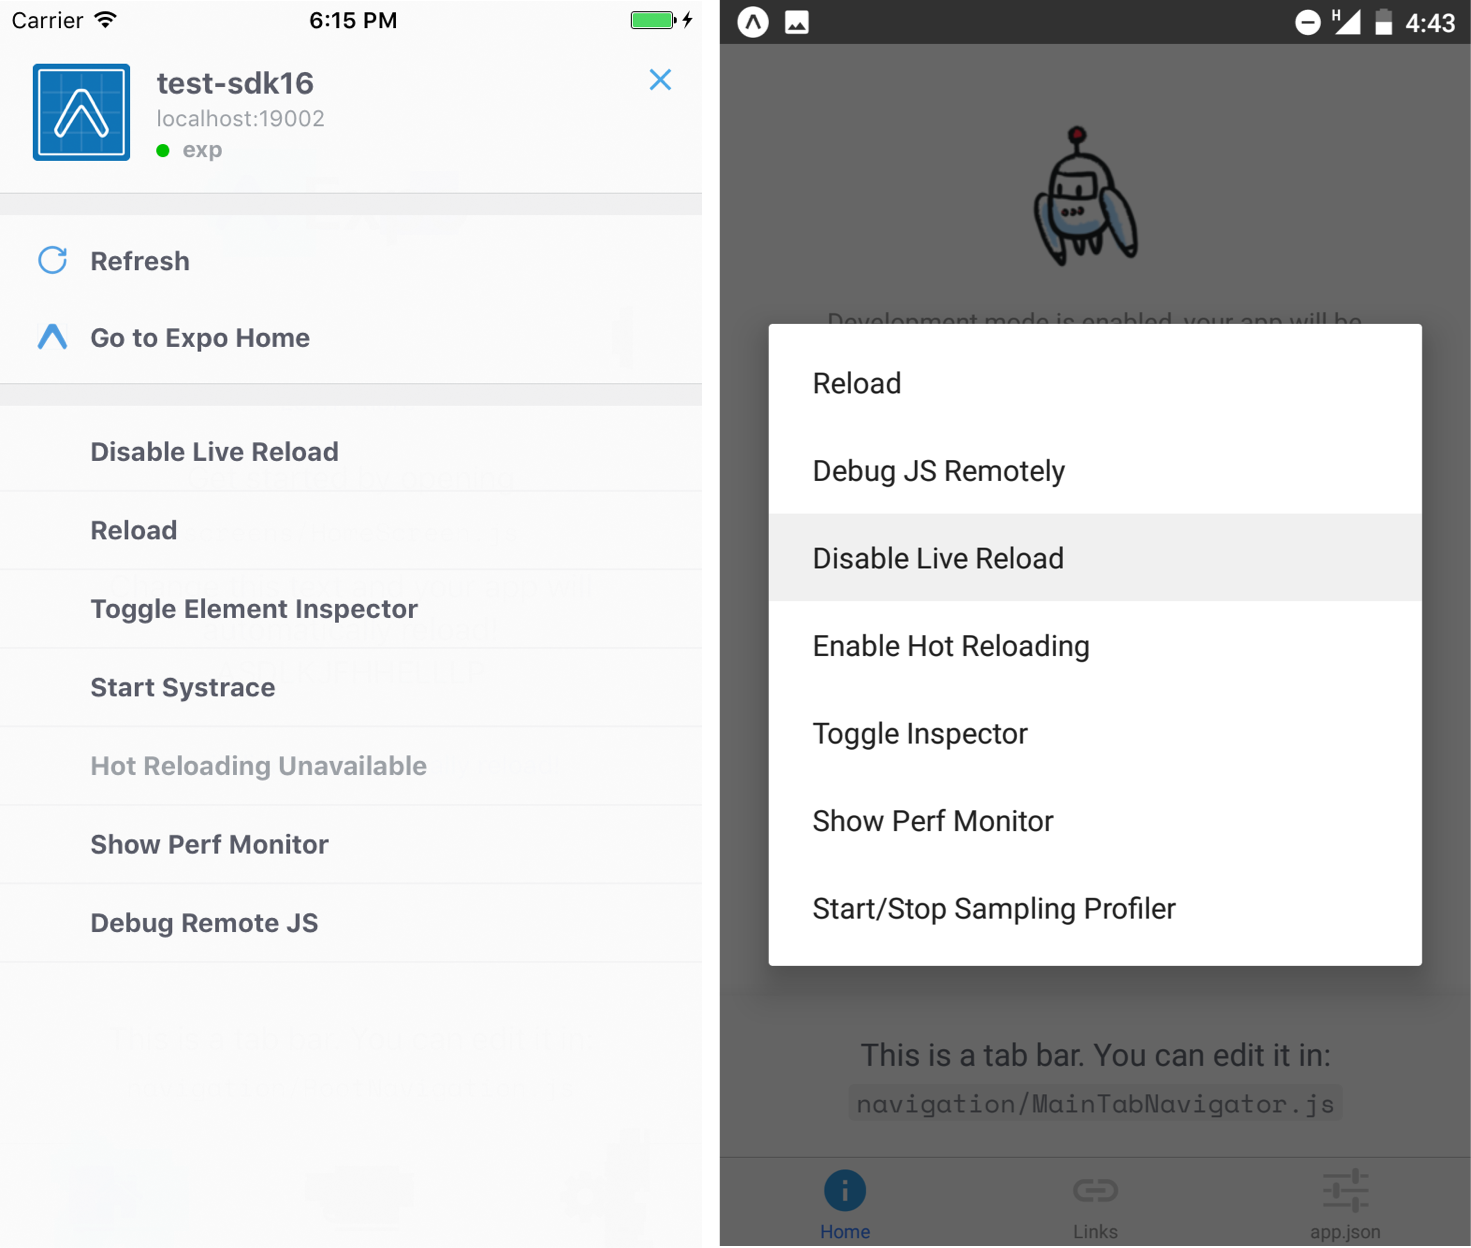 Carrier
6:15 PM
test-sdk16
localhost:19002
exp
Refresh
Go to Expo Home
Disable Live Reload
Reload
Toggle Element Inspector
Start Systrace
Hot Reloading Unavailable
Show Perf Monitor
Debug Remote JS
H
4:43
Development mode is enabled, your app will be
Reload
Debug JS Remotely
Disable Live Reload
Enable Hot Reloading
Toggle Inspector
Show Perf Monitor
Start/Stop Sampling Profiler
This is a tab bar. You can edit it in:
navigation/MainTabNavigator.js
Home
Links
app.json